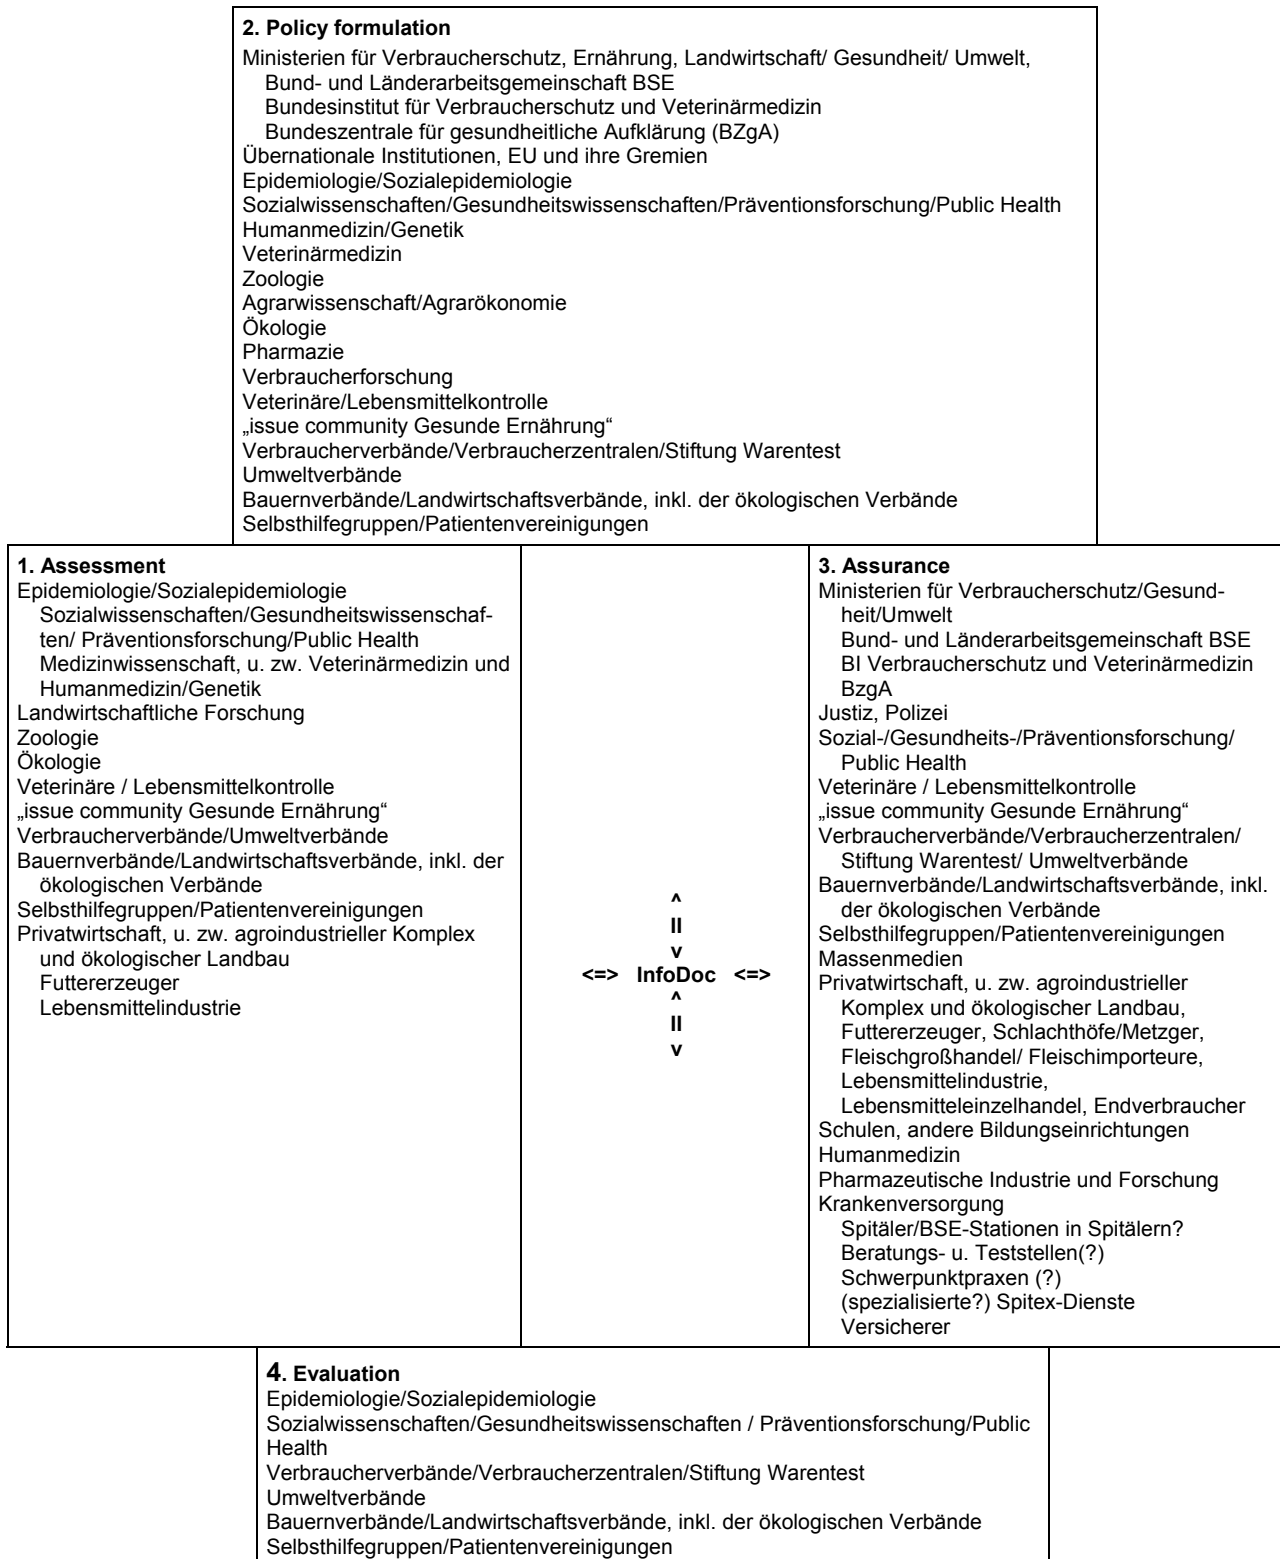 2. Policy formulation
Ministerien für Verbraucherschutz, Ernährung, Landwirtschaft/ Gesundheit/ Umwelt,
Bund- und Länderarbeitsgemeinschaft BSE
Bundesinstitut für Verbraucherschutz und Veterinärmedizin
Bundeszentrale für gesundheitliche Aufklärung (BZgA)
Übernationale Institutionen, EU und ihre Gremien
Epidemiologie/Sozialepidemiologie
Sozialwissenschaften/Gesundheitswissenschaften/Präventionsforschung/Public Health
Humanmedizin/Genetik
Veterinärmedizin
Zoologie
Agrarwissenschaft/Agrarökonomie
Ökologie
Pharmazie
Verbraucherforschung
Veterinäre/Lebensmittelkontrolle
„issue community Gesunde Ernährung“
Verbraucherverbände/Verbraucherzentralen/Stiftung Warentest
Umweltverbände
Bauernverbände/Landwirtschaftsverbände, inkl. der ökologischen Verbände
Selbsthilfegruppen/Patientenvereinigungen
1. Assessment
Epidemiologie/Sozialepidemiologie
Sozialwissenschaften/Gesundheitswissenschaf-
ten/ Präventionsforschung/Public Health
Medizinwissenschaft, u. zw. Veterinärmedizin und
Humanmedizin/Genetik
Landwirtschaftliche Forschung
Zoologie
Ökologie
Veterinäre / Lebensmittelkontrolle
„issue community Gesunde Ernährung“
Verbraucherverbände/Umweltverbände
Bauernverbände/Landwirtschaftsverbände, inkl. der
ökologischen Verbände
Selbsthilfegruppen/Patientenvereinigungen
Privatwirtschaft, u. zw. agroindustrieller Komplex
und ökologischer Landbau
Futtererzeuger
Lebensmittelindustrie
^
II
v
<=> InfoDoc <=>
^
II
v
3. Assurance
Ministerien für Verbraucherschutz/Gesund-
heit/Umwelt
Bund- und Länderarbeitsgemeinschaft BSE
BI Verbraucherschutz und Veterinärmedizin
BzgA
Justiz, Polizei
Sozial-/Gesundheits-/Präventionsforschung/
Public Health
Veterinäre / Lebensmittelkontrolle
„issue community Gesunde Ernährung“
Verbraucherverbände/Verbraucherzentralen/
Stiftung Warentest/ Umweltverbände
Bauernverbände/Landwirtschaftsverbände, inkl.
der ökologischen Verbände
Selbsthilfegruppen/Patientenvereinigungen
Massenmedien
Privatwirtschaft, u. zw. agroindustrieller
Komplex und ökologischer Landbau,
Futtererzeuger, Schlachthöfe/Metzger,
Fleischgroßhandel/ Fleischimporteure,
Lebensmittelindustrie,
Lebensmitteleinzelhandel, Endverbraucher
Schulen, andere Bildungseinrichtungen
Humanmedizin
Pharmazeutische Industrie und Forschung
Krankenversorgung
Spitäler/BSE-Stationen in Spitälern?
Beratungs- u. Teststellen(?)
Schwerpunktpraxen (?)
(spezialisierte?) Spitex-Dienste
Versicherer
4. Evaluation
Epidemiologie/Sozialepidemiologie
Sozialwissenschaften/Gesundheitswissenschaften / Präventionsforschung/Public
Health
Verbraucherverbände/Verbraucherzentralen/Stiftung Warentest
Umweltverbände
Bauernverbände/Landwirtschaftsverbände, inkl. der ökologischen Verbände
Selbsthilfegruppen/Patientenvereinigungen